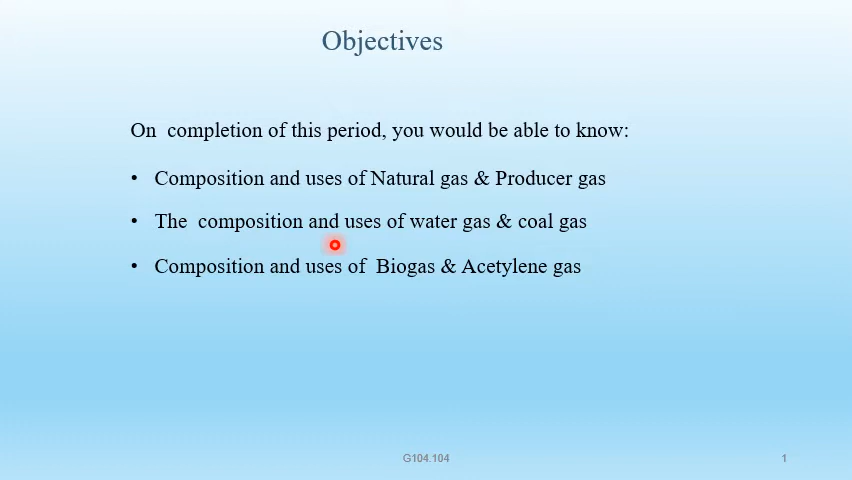 Objectives
On completion of this period, you would be able to know:
• Composition and uses of Natural gas & Producer gas
• The composition and uses of water gas & coal gas
• Composition and uses of Biogas & Acetylene gas
G104.104
1